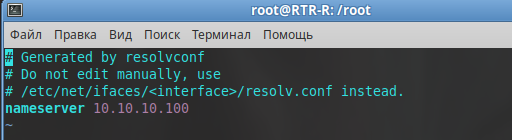 root@RTR-R: /root
Файл Правка Вид Поиск Терминал Помощь
# Generated by resolvconf
# Do not edit manually, use
# /etc/net/ifaces/<interface>/resolv.conf instead.
nameserver 10.10.10.100
~